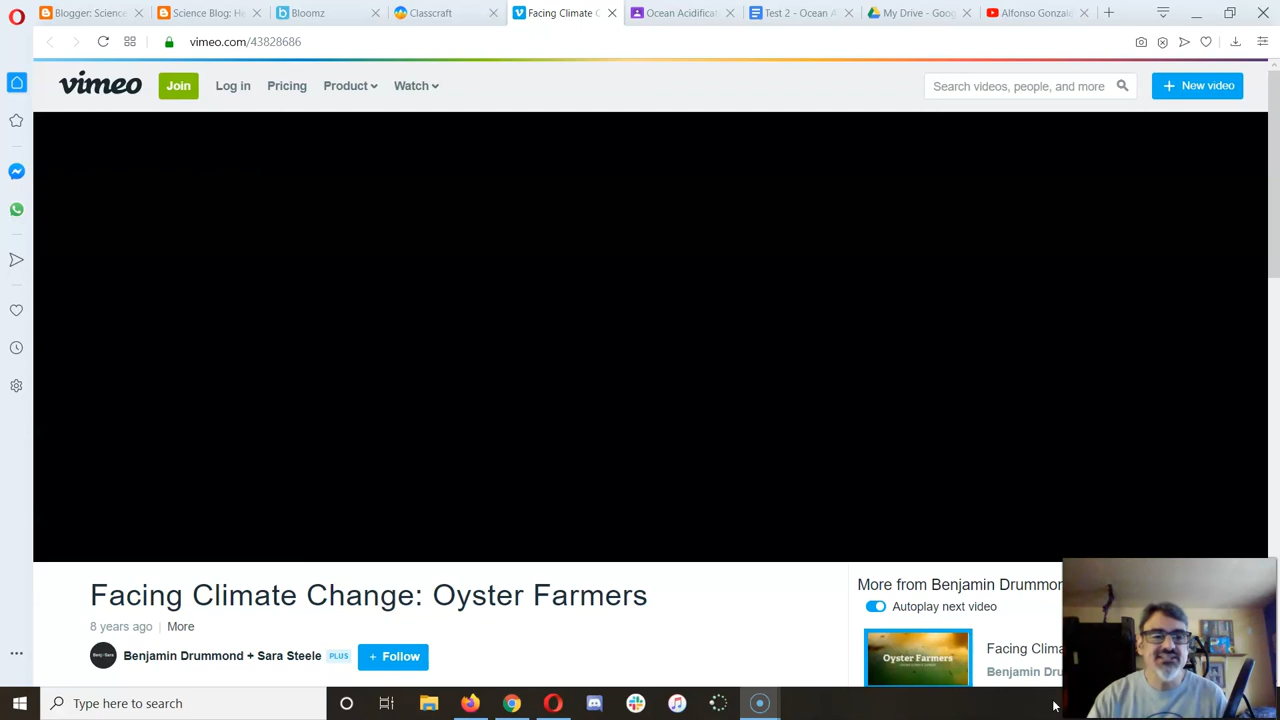 Blogger: Science
Science Blog: He
Bloomz
Classcraft
Facing Climate C
Ocean Acidificat
Test 2 - Ocean A
My Drive - Goog
Alfonso Gonzalo
vimeo.com/43828686
vimeo
Join
Log in
Pricing
Product
Watch
Search videos, people, and more
+ New video
Facing Climate Change: Oyster Farmers
8 years ago | More
Benj+Sara
Benjamin Drummond + Sara Steele PLUS
+ Follow
More from Benjamin Drummon
Autoplay next video
Oyster Farmers
Facing Clima
Benjamin Dru
Type here to search